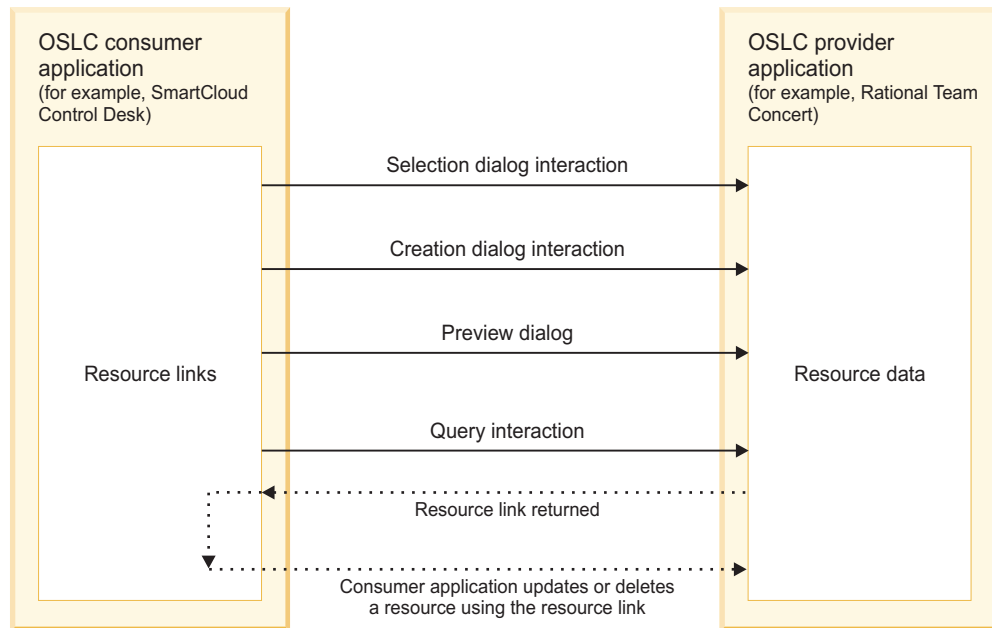 OSLC consumer
application
(for example, SmartCloud
Control Desk)
OSLC provider
application
(for example, Rational Team
Concert)
Selection dialog interaction
Creation dialog interaction
Preview dialog
Resource links
Resource data
Query interaction
Resource link returned
Consumer application updates or deletes
a resource using the resource link